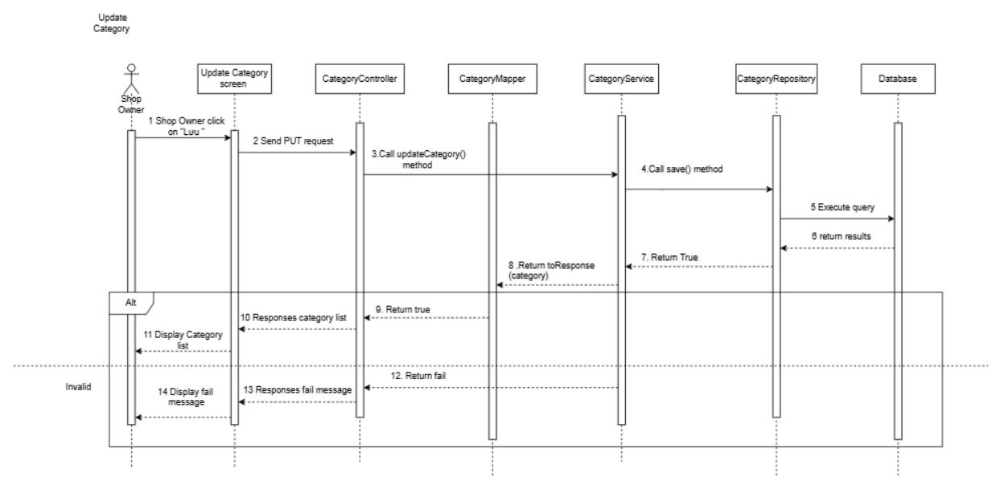 Update
Category
Update Category
screen
CategoryController
CategoryMapper
CategoryService
CategoryRepository
Database
Shop
Owner
1 Shop Owner click
on "Lưu "
2 Send PUT request
3.Call updateCategory()
method
4.Call save() method
5 Execute query
6 return results
7. Return True
8 .Return toResponse
(category)
Alt
9. Return true
10 Responses category list
11 Display Category
list
12. Return fail
Invalid
13 Responses fail message
14 Display fail
message